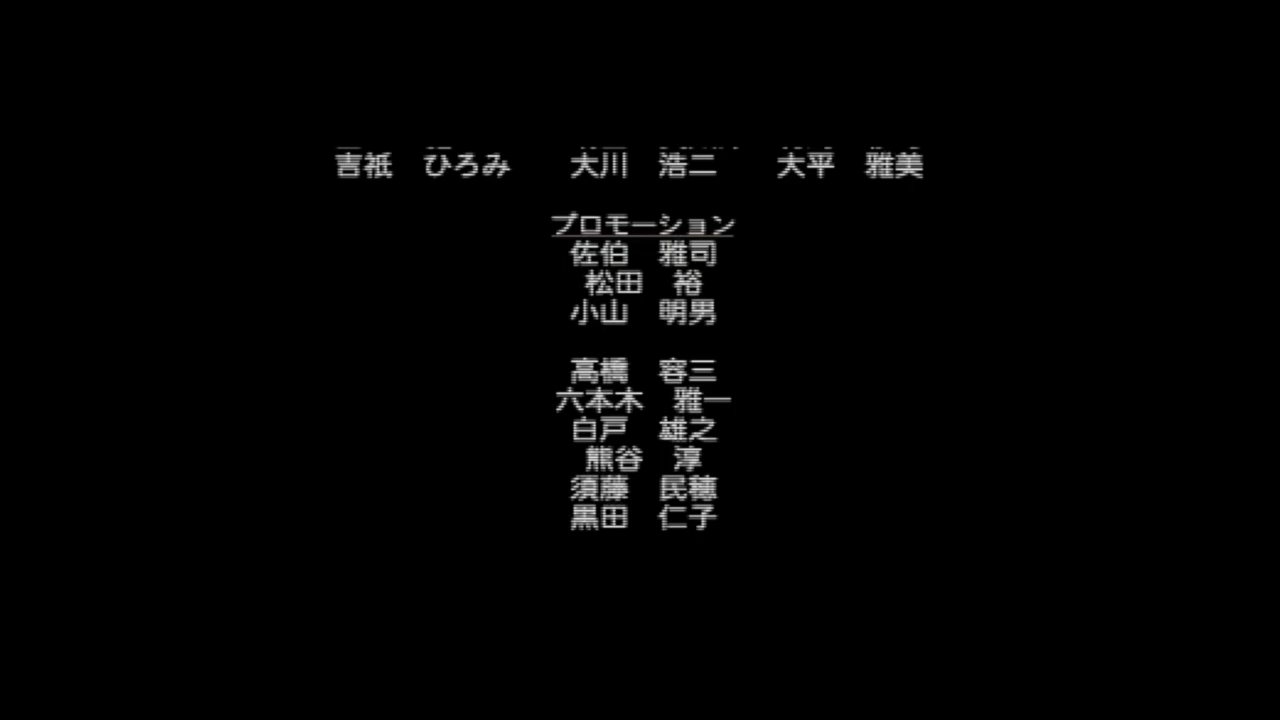 吉祇　ひろみ　　大川　浩二　　大平　雅美
プロモーション
佐伯　雅司
松田　裕
小山　明男
高橋　容三
六本木　雅一
白戸　雄之
熊谷　淳
須藤　民穂
黒田　仁子